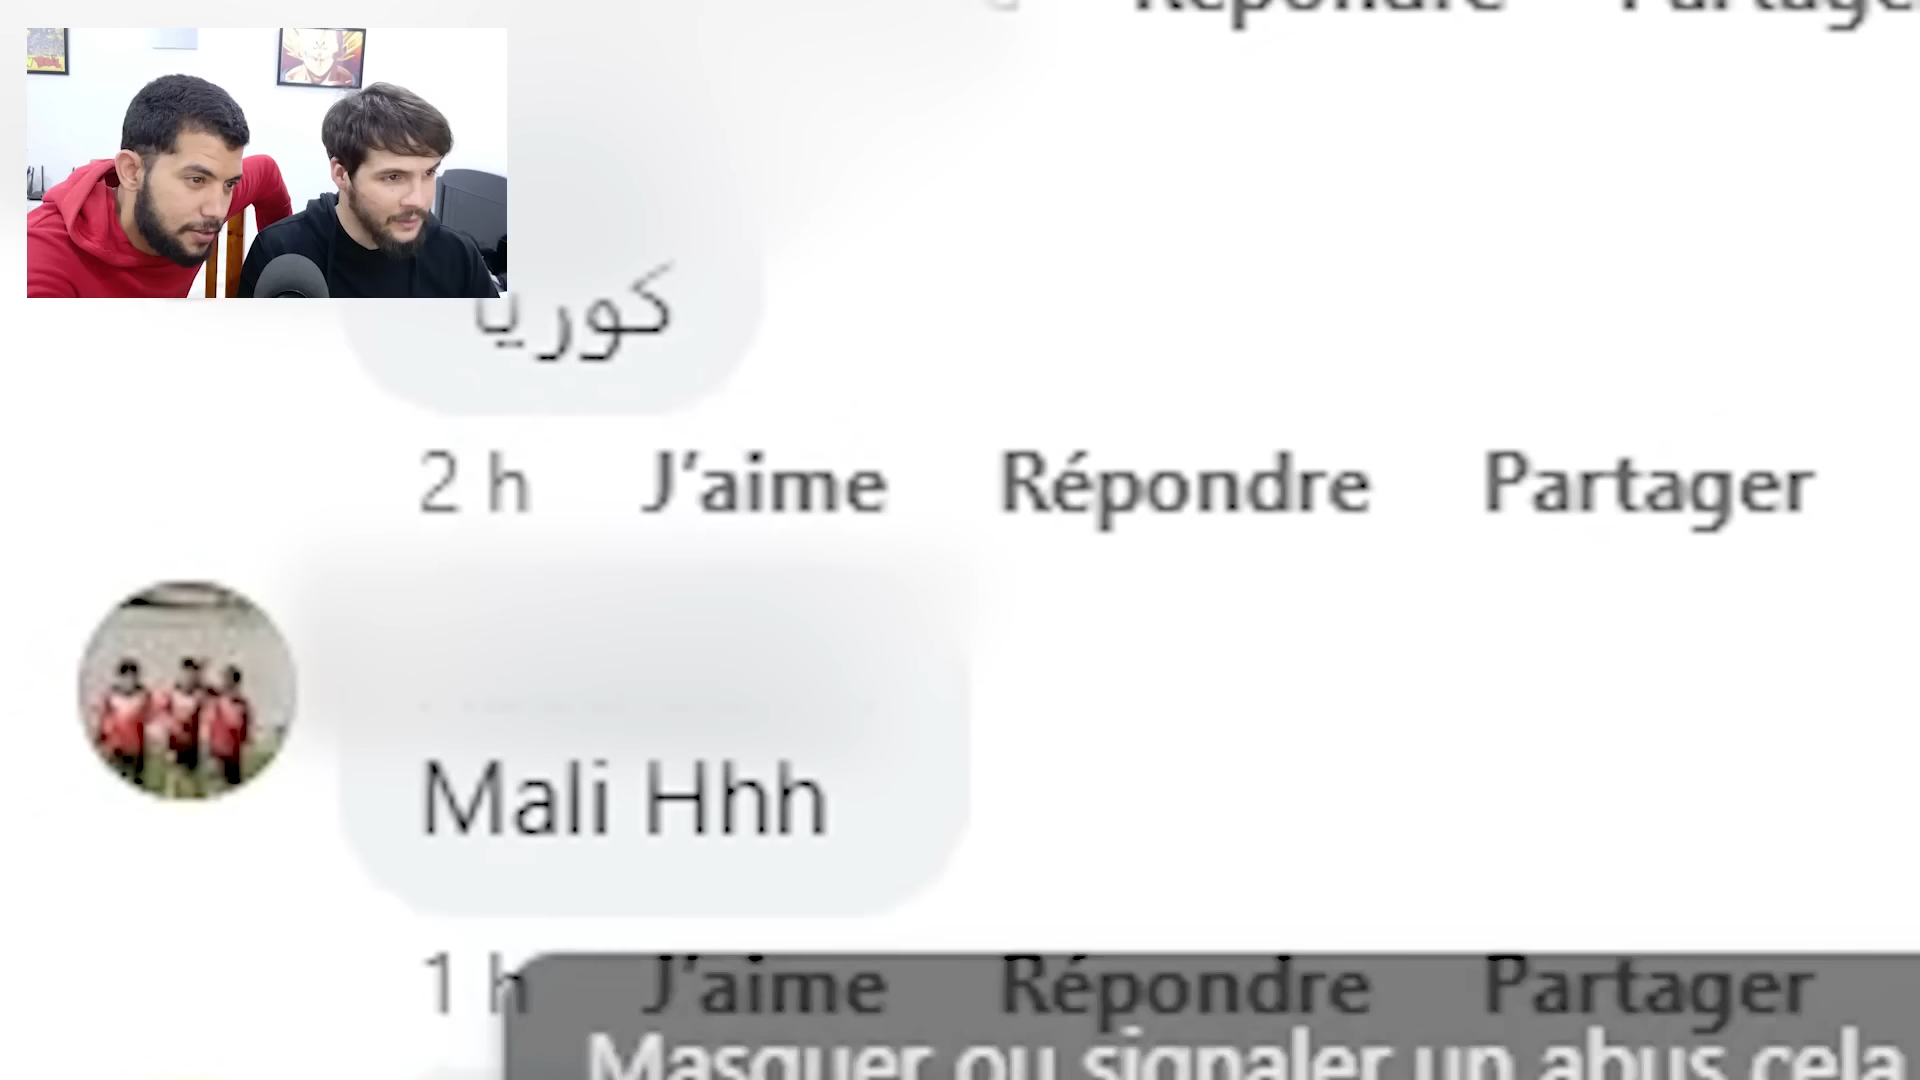 Répondre Partager
كوريا
2 h J’aime Répondre Partager
Mali Hhh
1 h J’aime Répondre Partager
Masquer ou signaler un abus cela